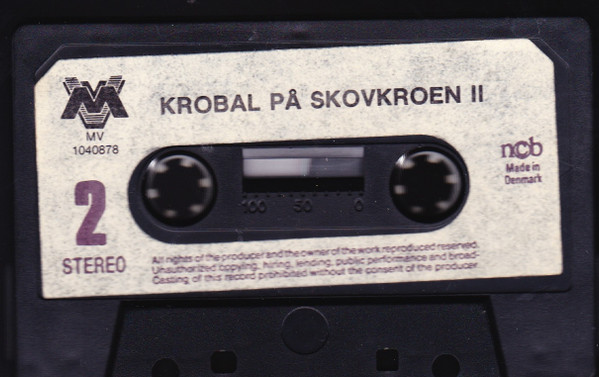 KROBAL PÅ SKOVKROEN II
MV
1040878
ncb
Made in
Denmark
2
STEREO
100 50 0
All rights of the producer and the owner of the work reproduced reserved.
Unauthorized copying, hiring, lending, public performance and broad-
casting of this record prohibited without the consent of the producer.